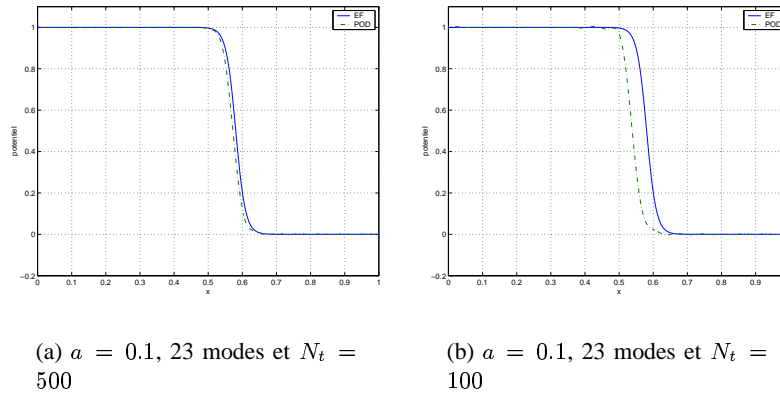 EF
POD
potentiel
1
0.8
0.6
0.4
0.2
0
−0.2
0 0.1 0.2 0.3 0.4 0.5 0.6 0.7 0.8 0.9 1
x
EF
POD
potentiel
1
0.8
0.6
0.4
0.2
0
−0.2
0 0.1 0.2 0.3 0.4 0.5 0.6 0.7 0.8 0.9
x
(a) a = 0.1, 23 modes et N_t =
500
(b) a = 0.1, 23 modes et N_t =
100